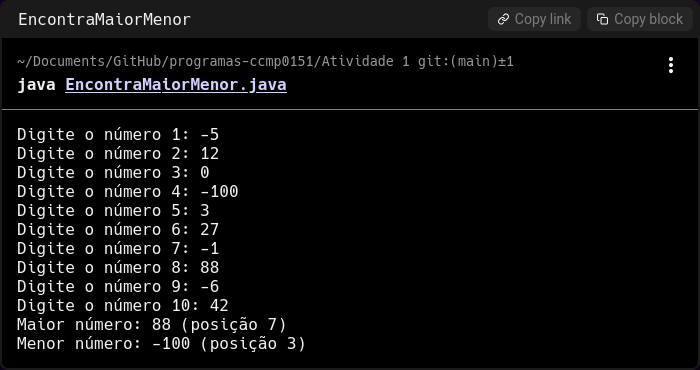 EncontraMaiorMenor
Copy link
Copy block
~/Documents/GitHub/programas-ccmp0151/Atividade 1 git:(main)±1
java EncontraMaiorMenor.java
Digite o número 1: -5
Digite o número 2: 12
Digite o número 3: 0
Digite o número 4: -100
Digite o número 5: 3
Digite o número 6: 27
Digite o número 7: -1
Digite o número 8: 88
Digite o número 9: -6
Digite o número 10: 42
Maior número: 88 (posição 7)
Menor número: -100 (posição 3)